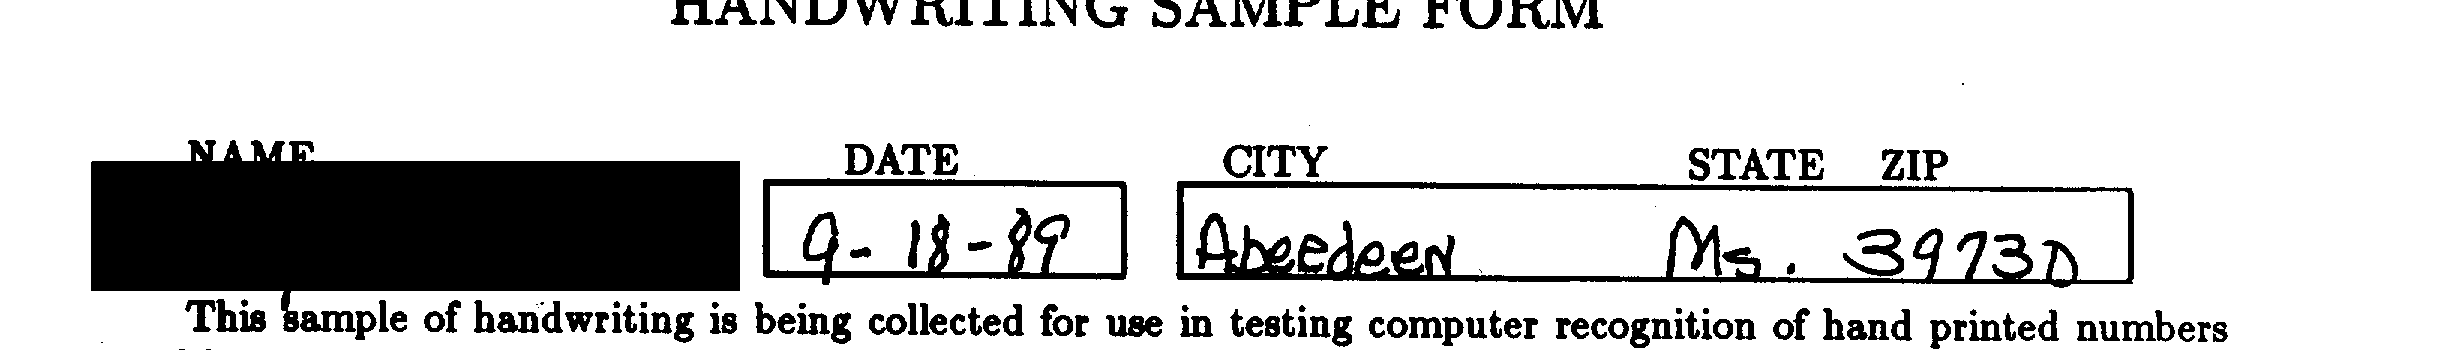 HANDWRITING SAMPLE FORM
NAME DATE CITY STATE ZIP
9-18-89 Abeedeen Ms. 39730
This sample of handwriting is being collected for use in testing computer recognition of hand printed numbers